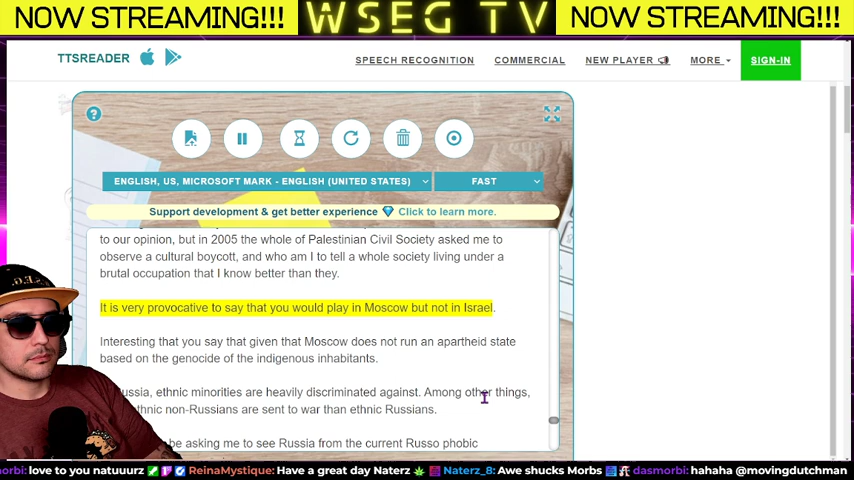 NOW STREAMING!!! WSEG TV NOW STREAMING!!!
TTSREADER SPEECH RECOGNITION COMMERCIAL NEW PLAYER MORE SIGN-IN
?
ENGLISH, US, MICROSOFT MARK - ENGLISH (UNITED STATES) FAST
Support development & get better experience Click to learn more.
to our opinion, but in 2005 the whole of Palestinian Civil Society asked me to
observe a cultural boycott, and who am I to tell a whole society living under a
brutal occupation that I know better than they.
It is very provocative to say that you would play in Moscow but not in Israel.
Interesting that you say that given that Moscow does not run an apartheid state
based on the genocide of the indigenous inhabitants.
ussia, ethnic minorities are heavily discriminated against. Among other things,
thnic non-Russians are sent to war than ethnic Russians.
be asking me to see Russia from the current Russo phobic
morbi: love to you natuuurz ReinaMystique: Have a great day Naterz Naterz_8: Awe shucks Morbs dasmorbi: hahaha @movingdutchman